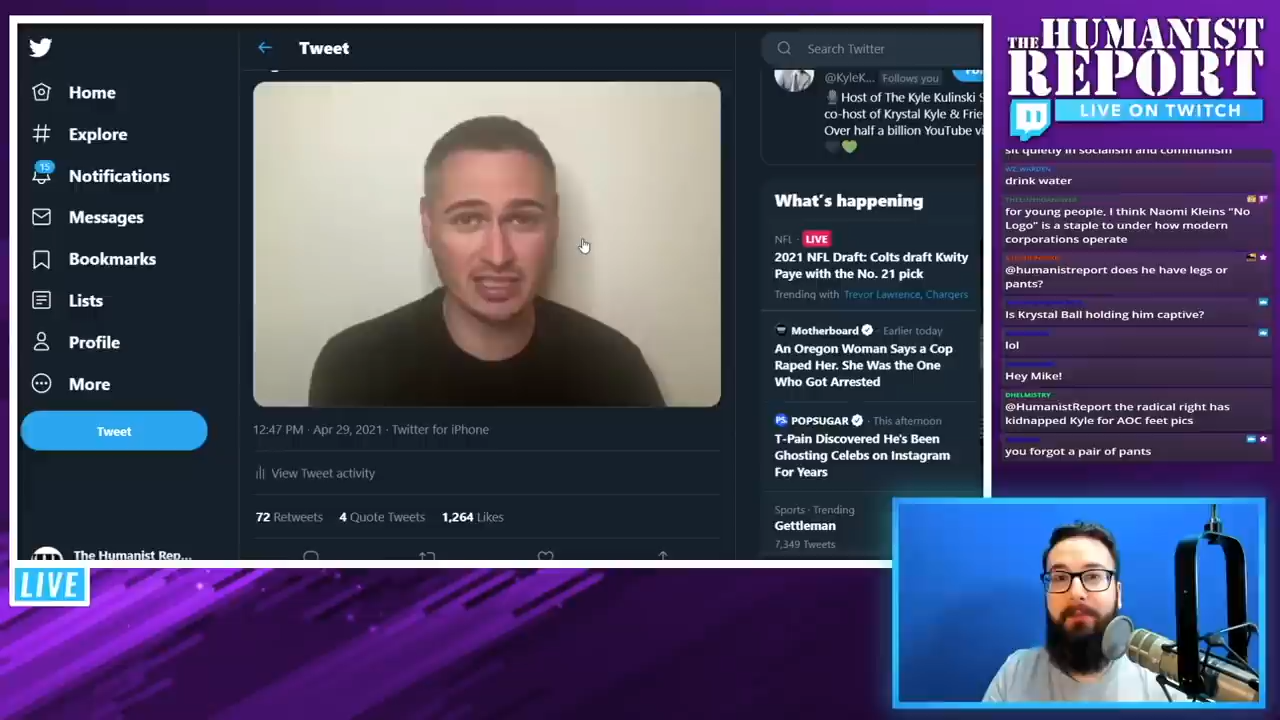 Tweet
Search Twitter
Home
Explore
15
Notifications
Messages
Bookmarks
Lists
Profile
More
Tweet
The Humanist Rep...
12:47 PM · Apr 29, 2021 · Twitter for iPhone
View Tweet activity
72 Retweets 4 Quote Tweets 1,264 Likes
@KyleK... Follows you
Host of The Kyle Kulinski S
co-host of Krystal Kyle & Frie
Over half a billion YouTube vi
What's happening
NFL · LIVE
2021 NFL Draft: Colts draft Kwity
Paye with the No. 21 pick
Trending with Trevor Lawrence, Chargers
Motherboard · Earlier today
An Oregon Woman Says a Cop
Raped Her. She Was the One
Who Got Arrested
PS.
POPSUGAR · This afternoon
T-Pain Discovered He's Been
Ghosting Celebs on Instagram
For Years
Sports · Trending
Gettleman
7,349 Tweets
THE HUMANIST
REPORT
LIVE ON TWITCH
sit quietly in socialism and communism
drink water
for young people, I think Naomi Kleins "No
Logo" is a staple to under how modern
corporations operate
@humanistreport does he have legs or
pants?
Is Krystal Ball holding him captive?
lol
Hey Mike!
DHELMISTRY
@HumanistReport the radical right has
kidnapped Kyle for AOC feet pics
you forgot a pair of pants
LIVE